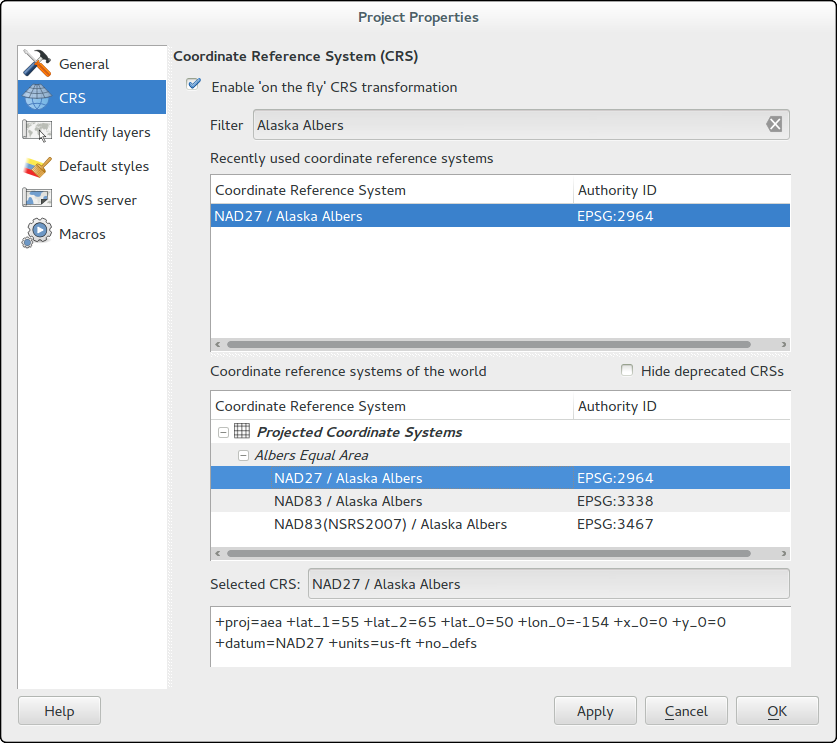 Project Properties
General
CRS
Identify layers
Default styles
OWS server
Macros
Coordinate Reference System (CRS)
Enable 'on the fly' CRS transformation
Filter Alaska Albers
Recently used coordinate reference systems
Coordinate Reference System Authority ID
NAD27 / Alaska Albers EPSG:2964
Coordinate reference systems of the world Hide deprecated CRSs
Coordinate Reference System Authority ID
Projected Coordinate Systems
Albers Equal Area
NAD27 / Alaska Albers EPSG:2964
NAD83 / Alaska Albers EPSG:3338
NAD83(NSRS2007) / Alaska Albers EPSG:3467
Selected CRS: NAD27 / Alaska Albers
+proj=aea +lat_1=55 +lat_2=65 +lat_0=50 +lon_0=-154 +x_0=0 +y_0=0
+datum=NAD27 +units=us-ft +no_defs
Help Apply Cancel OK